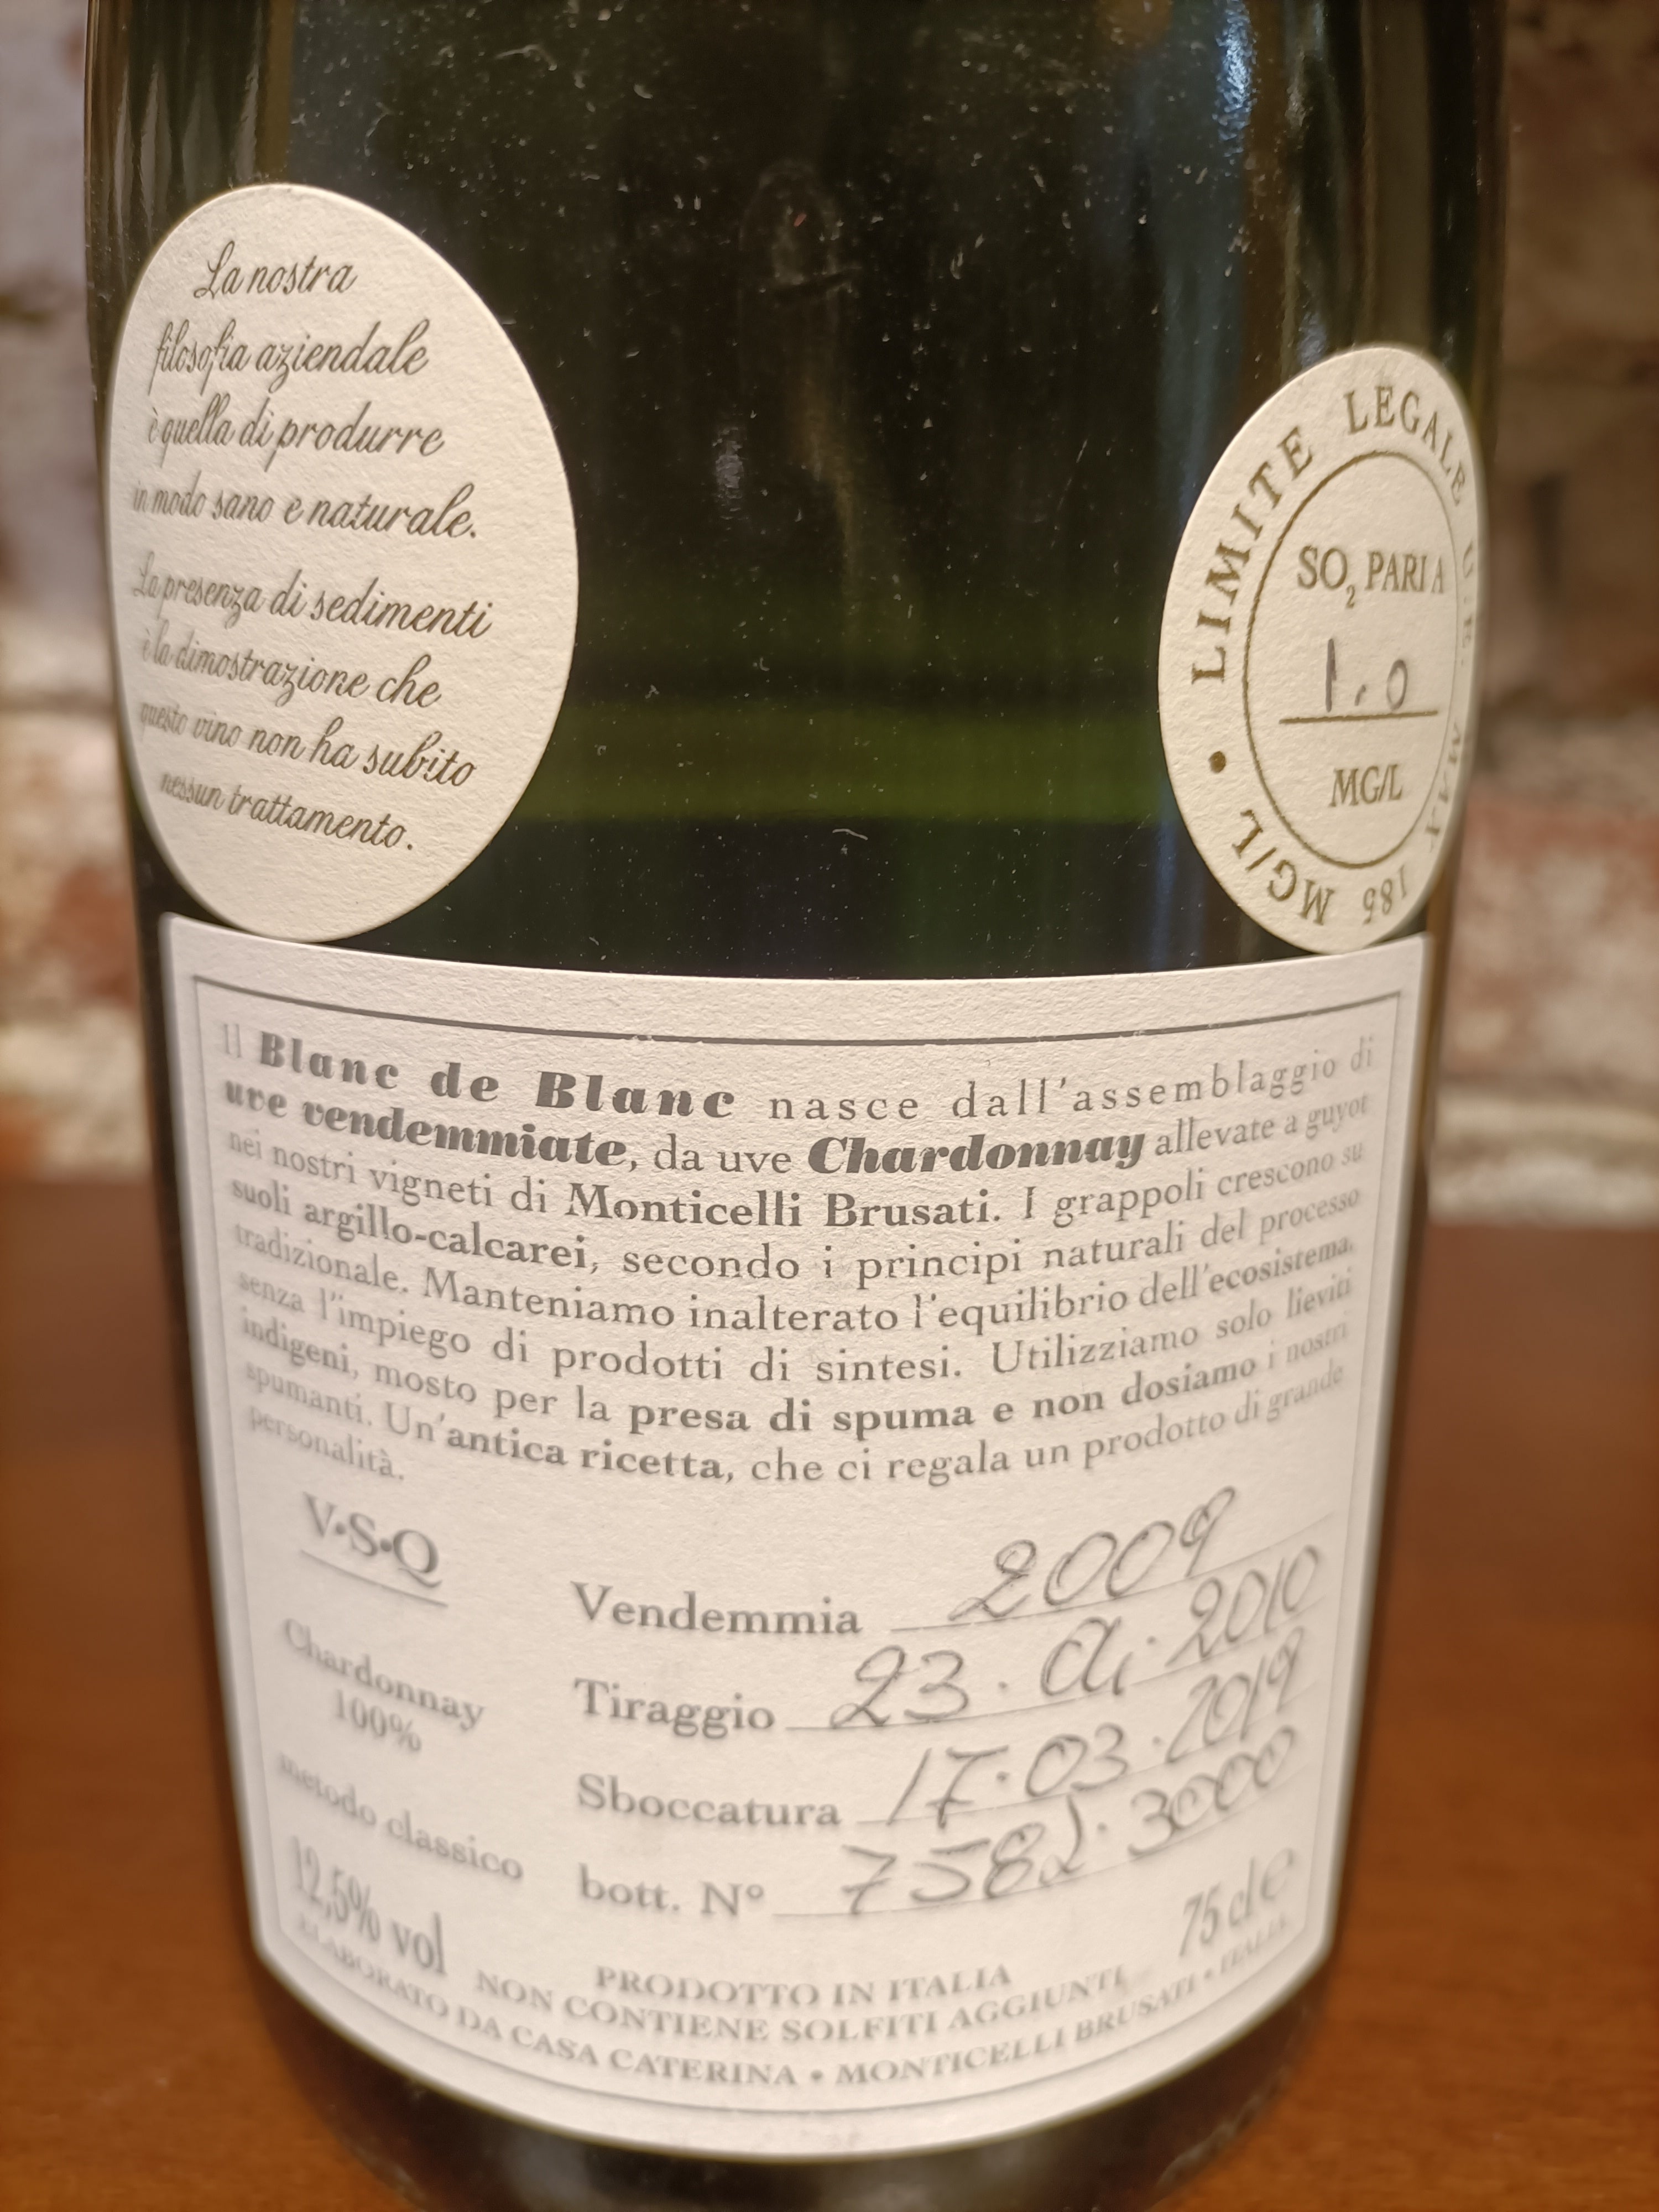 La nostra
filosofia aziendale
è quella di produrre
in modo sano e naturale.
La presenza di sedimenti
è la dimostrazione che
questo vino non ha subito
nessun trattamento.
LIMITE LEGALE U.E. MAX 185 MG/L •
SO2 PARI A
1.0
MG/L
Il Blanc de Blanc nasce dall'assemblaggio di
uve vendemmiate, da uve Chardonnay allevate a guyot
nei nostri vigneti di Monticelli Brusati. I grappoli crescono su
suoli argillo-calcarei, secondo i principi naturali del processo
tradizionale. Manteniamo inalterato l'equilibrio dell'ecosistema,
senza l'impiego di prodotti di sintesi. Utilizziamo solo lieviti
indigeni, mosto per la presa di spuma e non dosiamo i nostri
spumanti. Un'antica ricetta, che ci regala un prodotto di grande
personalità.
V•S•Q
Chardonnay
100%
metodo classico
12,5% vol
Vendemmia 2009
Tiraggio 23. 2010
Sboccatura 17.03.2019
bott. N° 3000
75 cl e
PRODOTTO IN ITALIA
NON CONTIENE SOLFITI AGGIUNTI
ELABORATO DA CASA CATERINA • MONTICELLI BRUSATI • ITALIA